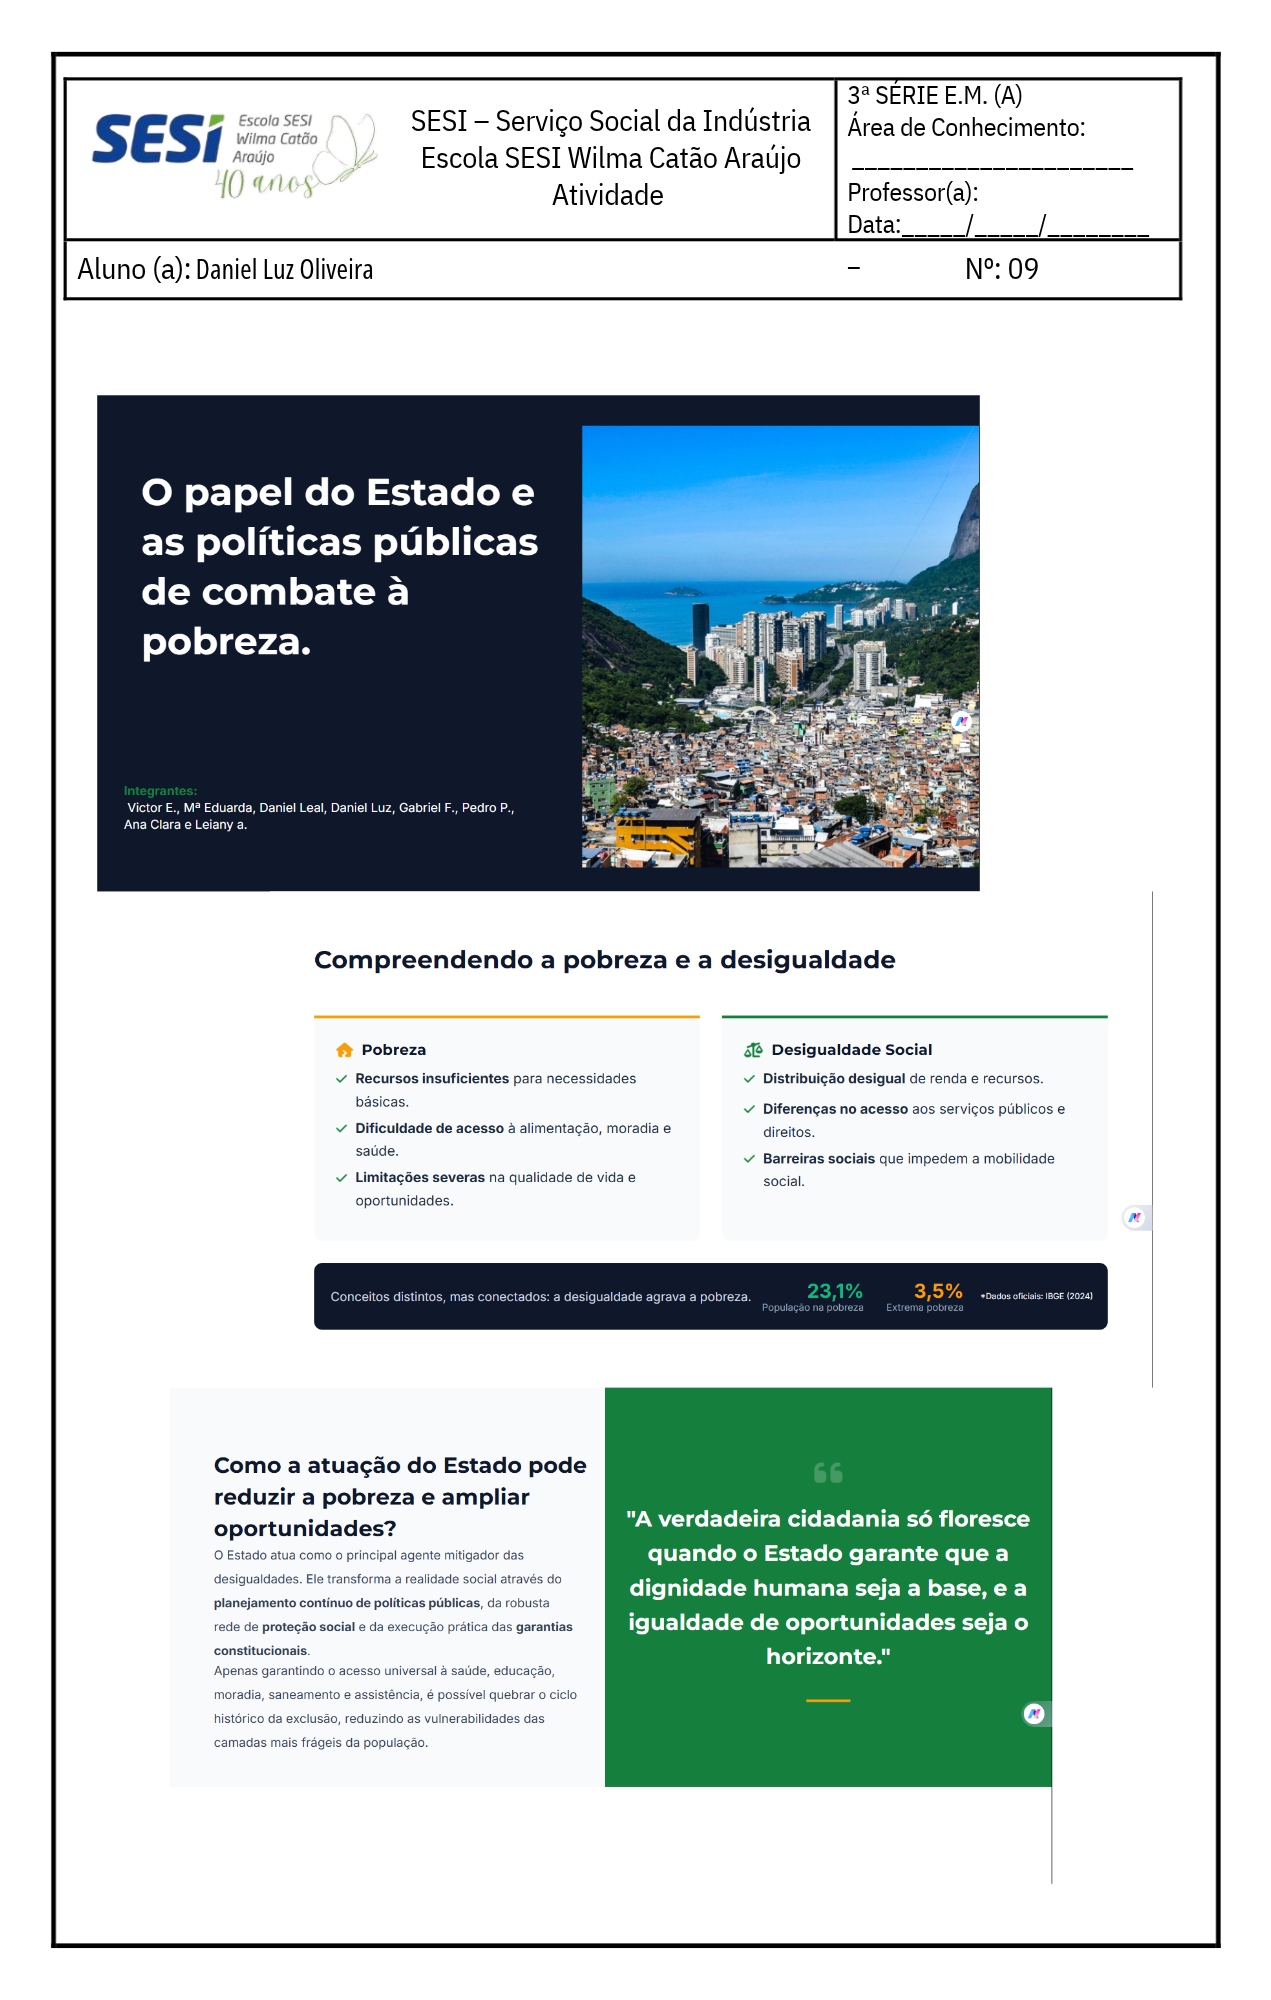 SESI
Escola SESI
Wilma Catão
Araújo
40 anos
SESI – Serviço Social da Indústria
Escola SESI Wilma Catão Araújo
Atividade
3ª SÉRIE E.M. (A)
Área de Conhecimento:
______________________
Professor(a):
Data:_____/_____/________
Aluno (a): Daniel Luz Oliveira – Nº: 09
O papel do Estado e
as políticas públicas
de combate à
pobreza.
Integrantes:
Victor E., Mª Eduarda, Daniel Leal, Daniel Luz, Gabriel F., Pedro P.,
Ana Clara e Leiany a.
Compreendendo a pobreza e a desigualdade
Pobreza
Recursos insuficientes para necessidades
básicas.
Dificuldade de acesso à alimentação, moradia e
saúde.
Limitações severas na qualidade de vida e
oportunidades.
Desigualdade Social
Distribuição desigual de renda e recursos.
Diferenças no acesso aos serviços públicos e
direitos.
Barreiras sociais que impedem a mobilidade
social.
Conceitos distintos, mas conectados: a desigualdade agrava a pobreza.
23,1%
População na pobreza
3,5%
Extrema pobreza
*Dados oficiais: IBGE (2024)
Como a atuação do Estado pode
reduzir a pobreza e ampliar
oportunidades?
O Estado atua como o principal agente mitigador das
desigualdades. Ele transforma a realidade social através do
planejamento contínuo de políticas públicas, da robusta
rede de proteção social e da execução prática das garantias
constitucionais.
Apenas garantindo o acesso universal à saúde, educação,
moradia, saneamento e assistência, é possível quebrar o ciclo
histórico da exclusão, reduzindo as vulnerabilidades das
camadas mais frágeis da população.
"A verdadeira cidadania só floresce
quando o Estado garante que a
dignidade humana seja a base, e a
igualdade de oportunidades seja o
horizonte."